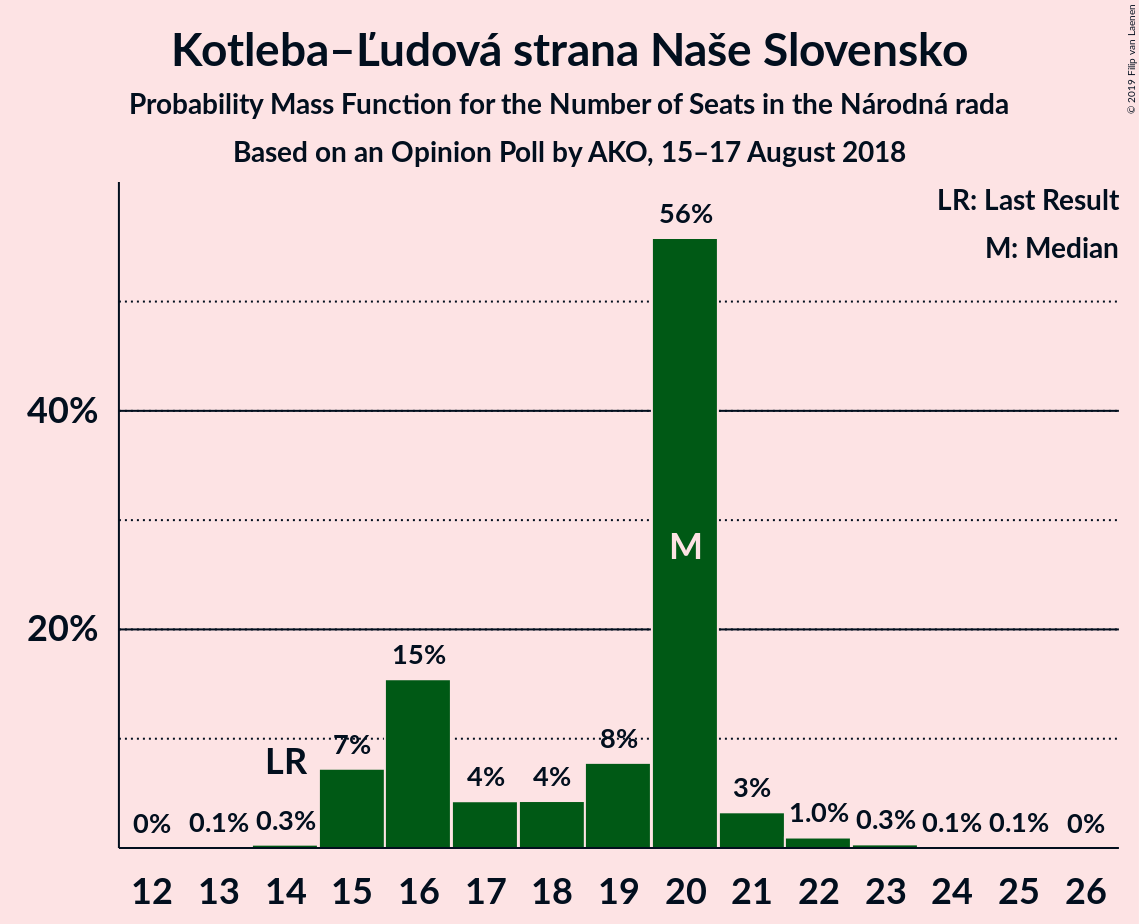 Kotleba–Ľudová strana Naše Slovensko
Probability Mass Function for the Number of Seats in the Národná rada
Based on an Opinion Poll by AKO, 15–17 August 2018
© 2019 Filip van Laenen
LR: Last Result
M: Median
56%
40%
M
20%
15%
7%
8%
LR
4%
4%
3%
0%
0.1%
0.3%
1.0%
0.3%
0.1%
0.1%
0%
12 13 14 15 16 17 18 19 20 21 22 23 24 25 26